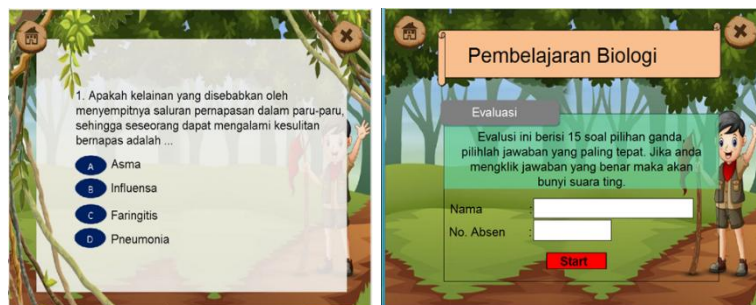 1. Apakah kelainan yang disebabkan oleh
menyempitnya saluran pernapasan dalam paru-paru,
sehingga seseorang dapat mengalami kesulitan
bernapas adalah ...
A Asma
B Influensa
C Faringitis
D Pneumonia
Pembelajaran Biologi
Evaluasi
Evalusi ini berisi 15 soal pilihan ganda,
pilihlah jawaban yang paling tepat. Jika anda
mengklik jawaban yang benar maka akan
bunyi suara ting.
Nama :
No. Absen :
Start